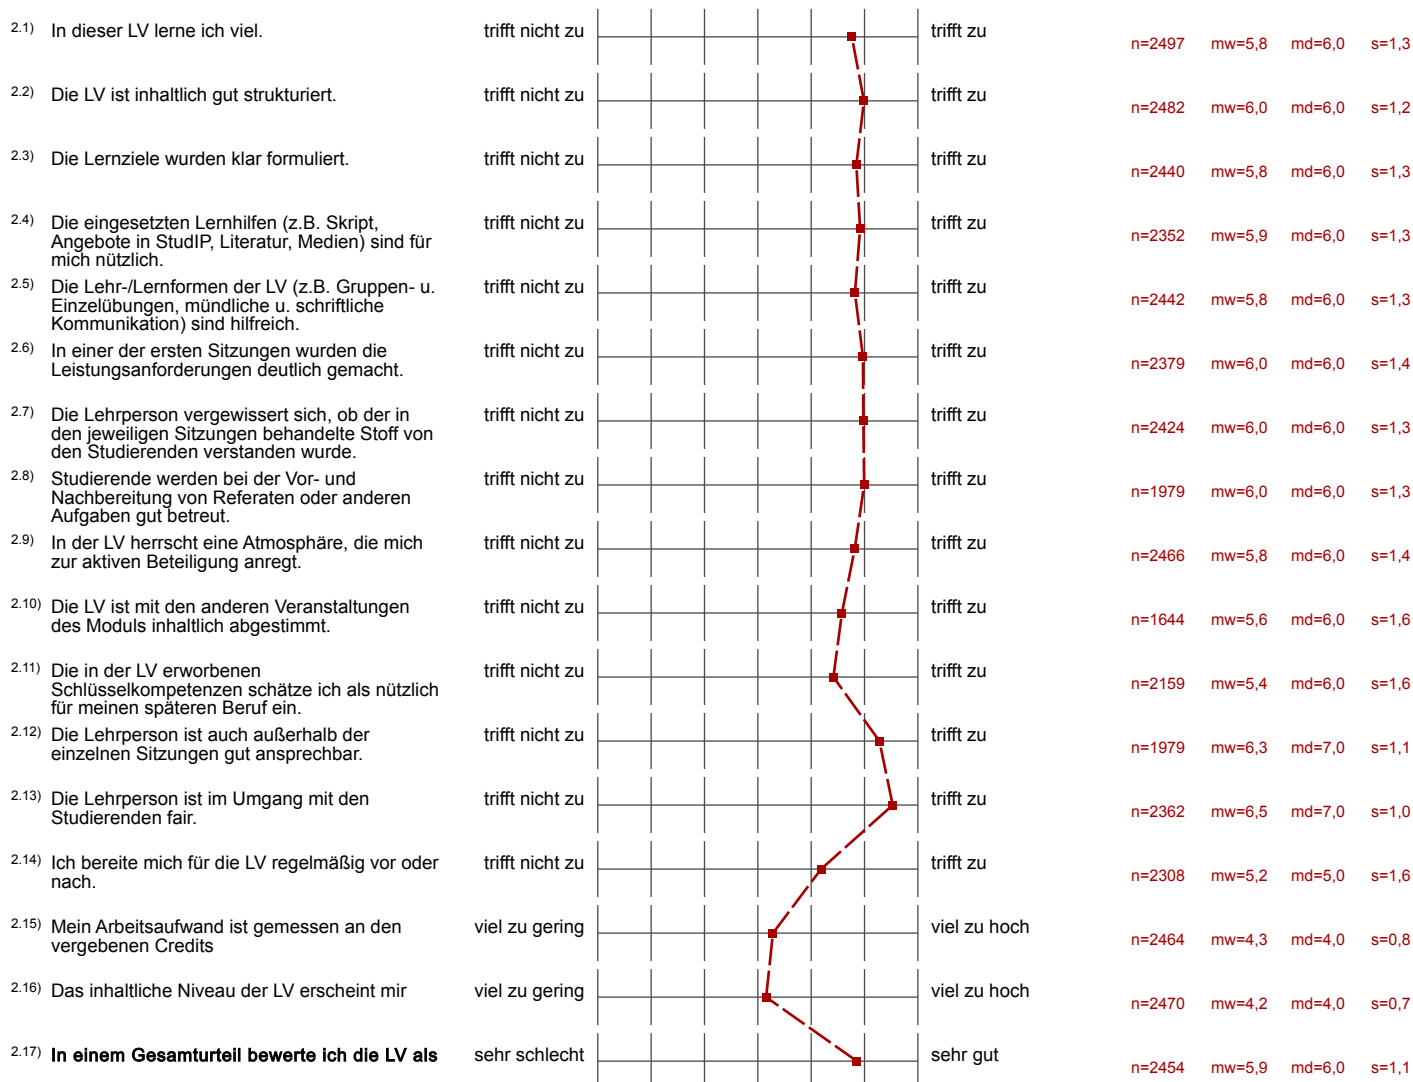 2.1) In dieser LV lerne ich viel. trifft nicht zu trifft zu n=2497 mw=5,8 md=6,0 s=1,3
2.2) Die LV ist inhaltlich gut strukturiert. trifft nicht zu trifft zu n=2482 mw=6,0 md=6,0 s=1,2
2.3) Die Lernziele wurden klar formuliert. trifft nicht zu trifft zu n=2440 mw=5,8 md=6,0 s=1,3
2.4) Die eingesetzten Lernhilfen (z.B. Skript, trifft nicht zu trifft zu
Angebote in StudIP, Literatur, Medien) sind für n=2352 mw=5,9 md=6,0 s=1,3
mich nützlich.
2.5) Die Lehr-/Lernformen der LV (z.B. Gruppen- u. trifft nicht zu trifft zu
Einzelübungen, mündliche u. schriftliche n=2442 mw=5,8 md=6,0 s=1,3
Kommunikation) sind hilfreich.
2.6) In einer der ersten Sitzungen wurden die trifft nicht zu trifft zu
Leistungsanforderungen deutlich gemacht. n=2379 mw=6,0 md=6,0 s=1,4
2.7) Die Lehrperson vergewissert sich, ob der in trifft nicht zu trifft zu
den jeweiligen Sitzungen behandelte Stoff von n=2424 mw=6,0 md=6,0 s=1,3
den Studierenden verstanden wurde.
2.8) Studierende werden bei der Vor- und trifft nicht zu trifft zu
Nachbereitung von Referaten oder anderen n=1979 mw=6,0 md=6,0 s=1,3
Aufgaben gut betreut.
2.9) In der LV herrscht eine Atmosphäre, die mich trifft nicht zu trifft zu
zur aktiven Beteiligung anregt. n=2466 mw=5,8 md=6,0 s=1,4
2.10) Die LV ist mit den anderen Veranstaltungen trifft nicht zu trifft zu
des Moduls inhaltlich abgestimmt. n=1644 mw=5,6 md=6,0 s=1,6
2.11) Die in der LV erworbenen trifft nicht zu trifft zu
Schlüsselkompetenzen schätze ich als nützlich n=2159 mw=5,4 md=6,0 s=1,6
für meinen späteren Beruf ein.
2.12) Die Lehrperson ist auch außerhalb der trifft nicht zu trifft zu
einzelnen Sitzungen gut ansprechbar. n=1979 mw=6,3 md=7,0 s=1,1
2.13) Die Lehrperson ist im Umgang mit den trifft nicht zu trifft zu
Studierenden fair. n=2362 mw=6,5 md=7,0 s=1,0
2.14) Ich bereite mich für die LV regelmäßig vor oder trifft nicht zu trifft zu
nach. n=2308 mw=5,2 md=5,0 s=1,6
2.15) Mein Arbeitsaufwand ist gemessen an den viel zu gering viel zu hoch
vergebenen Credits n=2464 mw=4,3 md=4,0 s=0,8
2.16) Das inhaltliche Niveau der LV erscheint mir viel zu gering viel zu hoch n=2470 mw=4,2 md=4,0 s=0,7
2.17) In einem Gesamturteil bewerte ich die LV als sehr schlecht sehr gut n=2454 mw=5,9 md=6,0 s=1,1